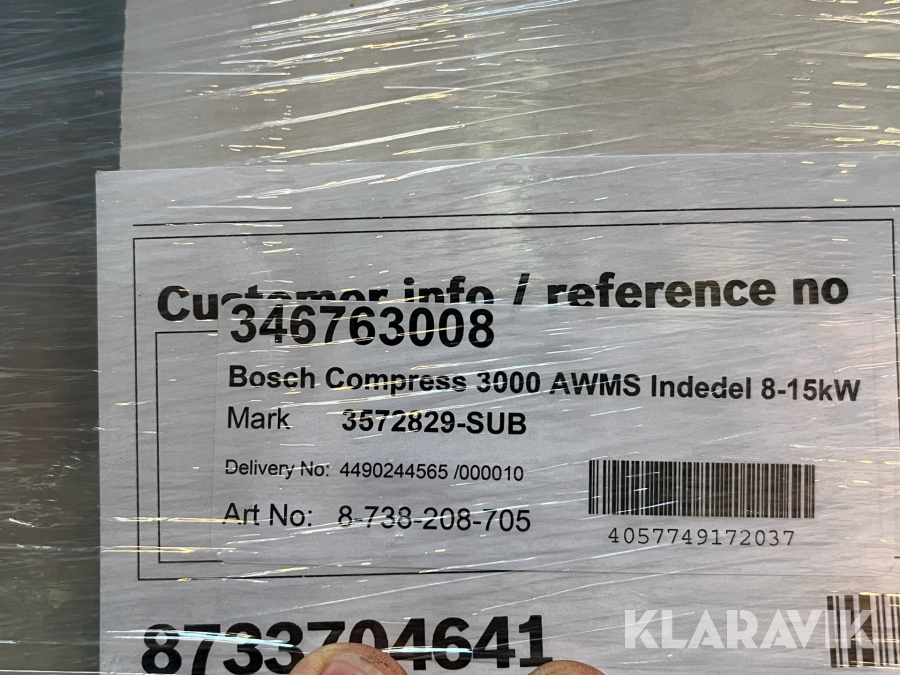 Customer info / reference no
346763008
Bosch Compress 3000 AWMS Indedel 8-15kW
Mark 3572829-SUB
Delivery No: 4490244565 /000010
Art No: 8-738-208-705
4057749172037
8733704641
KLARAVIK